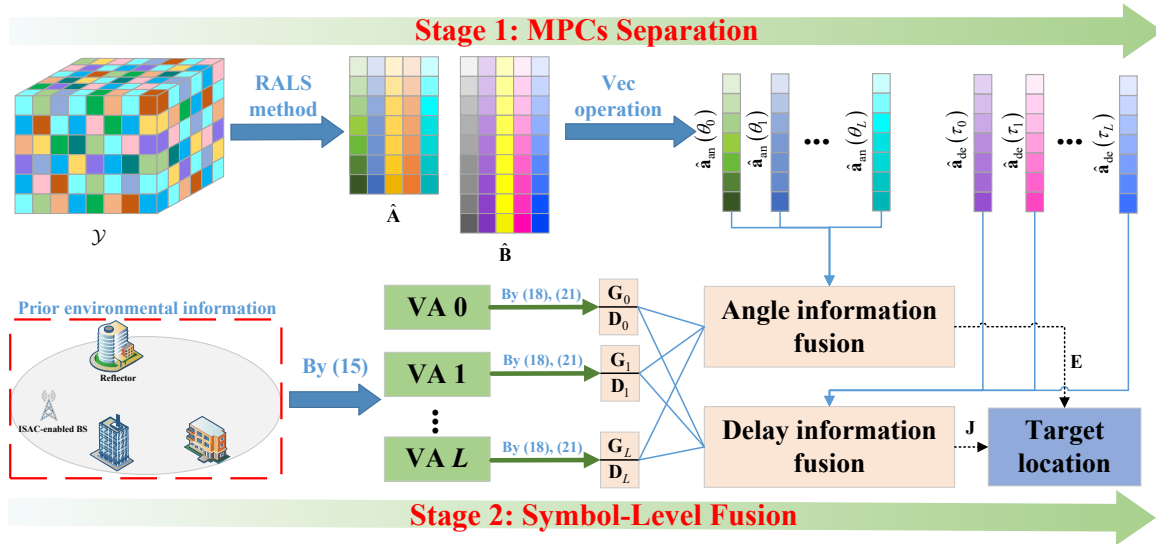 Stage 1: MPCs Separation
RALS
method
Vec
operation
𝒴
Â
B̂
â_an(θ_0)
â_an(θ_1)
•••
â_an(θ_L)
â_de(τ_0)
â_de(τ_1)
•••
â_de(τ_L)
Prior environmental information
Reflector
ISAC-enabled BS
By (15)
VA 0
By (18), (21)
G_0
D_0
VA 1
By (18), (21)
G_1
D_1
•••
VA L
By (18), (21)
G_L
D_L
Angle information
fusion
E
Delay information
fusion
J
Target
location
Stage 2: Symbol-Level Fusion